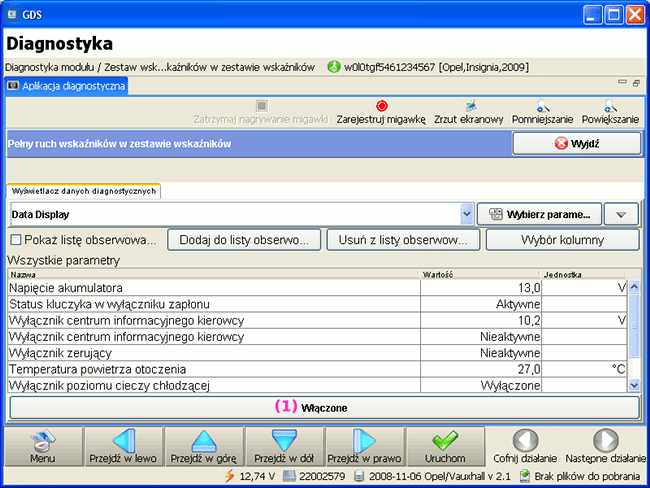 GDS
Diagnostyka
Diagnostyka modułu / Zestaw wsk...kaźników w zestawie wskaźników w0l0tgf5461234567 [Opel,Insignia,2009]
Aplikacja diagnostyczna
Zatrzymaj nagrywanie migawki Zarejestruj migawkę Zrzut ekranowy Pomniejszanie Powiększanie
Pełny ruch wskaźników w zestawie wskaźników Wyjdź
Wyświetlacz danych diagnostycznych
Data Display Wybierz parame...
Pokaż listę obserwowa... Dodaj do listy obserwo... Usuń z listy obserwow... Wybór kolumny
Wszystkie parametry
Nazwa Wartość Jednostka
Napięcie akumulatora 13,0 V
Status kluczyka w wyłączniku zapłonu Aktywne
Wyłącznik centrum informacyjnego kierowcy 10,2 V
Wyłącznik centrum informacyjnego kierowcy Nieaktywne
Wyłącznik zerujący Nieaktywne
Temperatura powietrza otoczenia 27,0 °C
Wyłącznik poziomu cieczy chłodzącej Wyłączone
(1) Włączone
Menu Przejdź w lewo Przejdź w górę Przejdź w dół Przejdź w prawo Uruchom Cofnij działanie Następne działanie
12,74 V 22002579 2008-11-06 Opel/Vauxhall v 2.1 Brak plików do pobrania